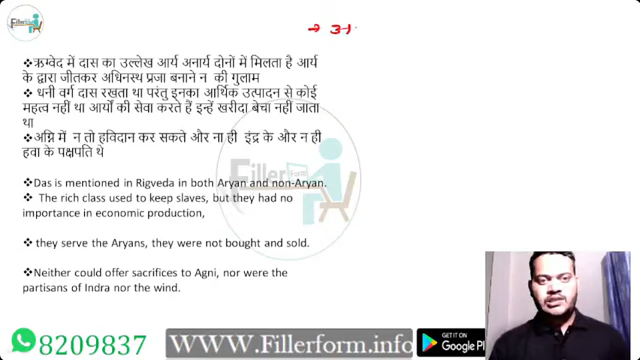 Fillerform
→ 3
❖ऋग्वेद में दास का उल्लेख आर्य अनार्य दोनों में मिलता है आर्य
के द्वारा जीतकर अधिनस्थ प्रजा बनाने न की गुलाम
❖ धनी वर्ग दास रखता था परंतु इनका आर्थिक उत्पादन से कोई
महत्व नहीं था आर्यों की सेवा करते हैं इन्हें खरीदा बेचा नहीं जाता
था
❖अग्नि में न तो हविदान कर सकते और ना ही इंद्र के और न ही
हवा के पक्षपति थे
❖Das is mentioned in Rigveda in both Aryan and non-Aryan.
❖ The rich class used to keep slaves, but they had no
importance in economic production,
❖ they serve the Aryans, they were not bought and sold.
❖Neither could offer sacrifices to Agni, nor were the
partisans of Indra nor the wind.
Fillerform
8209837
WWW.Fillerform.info
GET IT ON
Google Pl